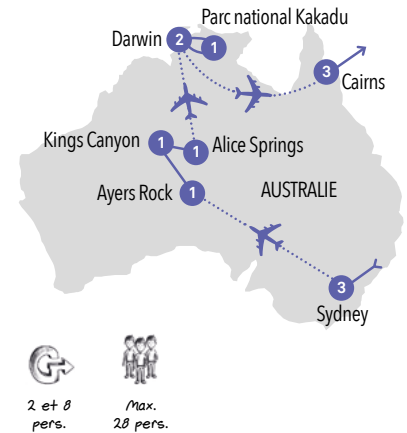 Parc national Kakadu
Darwin
2
1
3
Cairns
Kings Canyon
1
1
Alice Springs
Ayers Rock
1
AUSTRALIE
3
Sydney
2 et 8
pers.
Max.
28 pers.